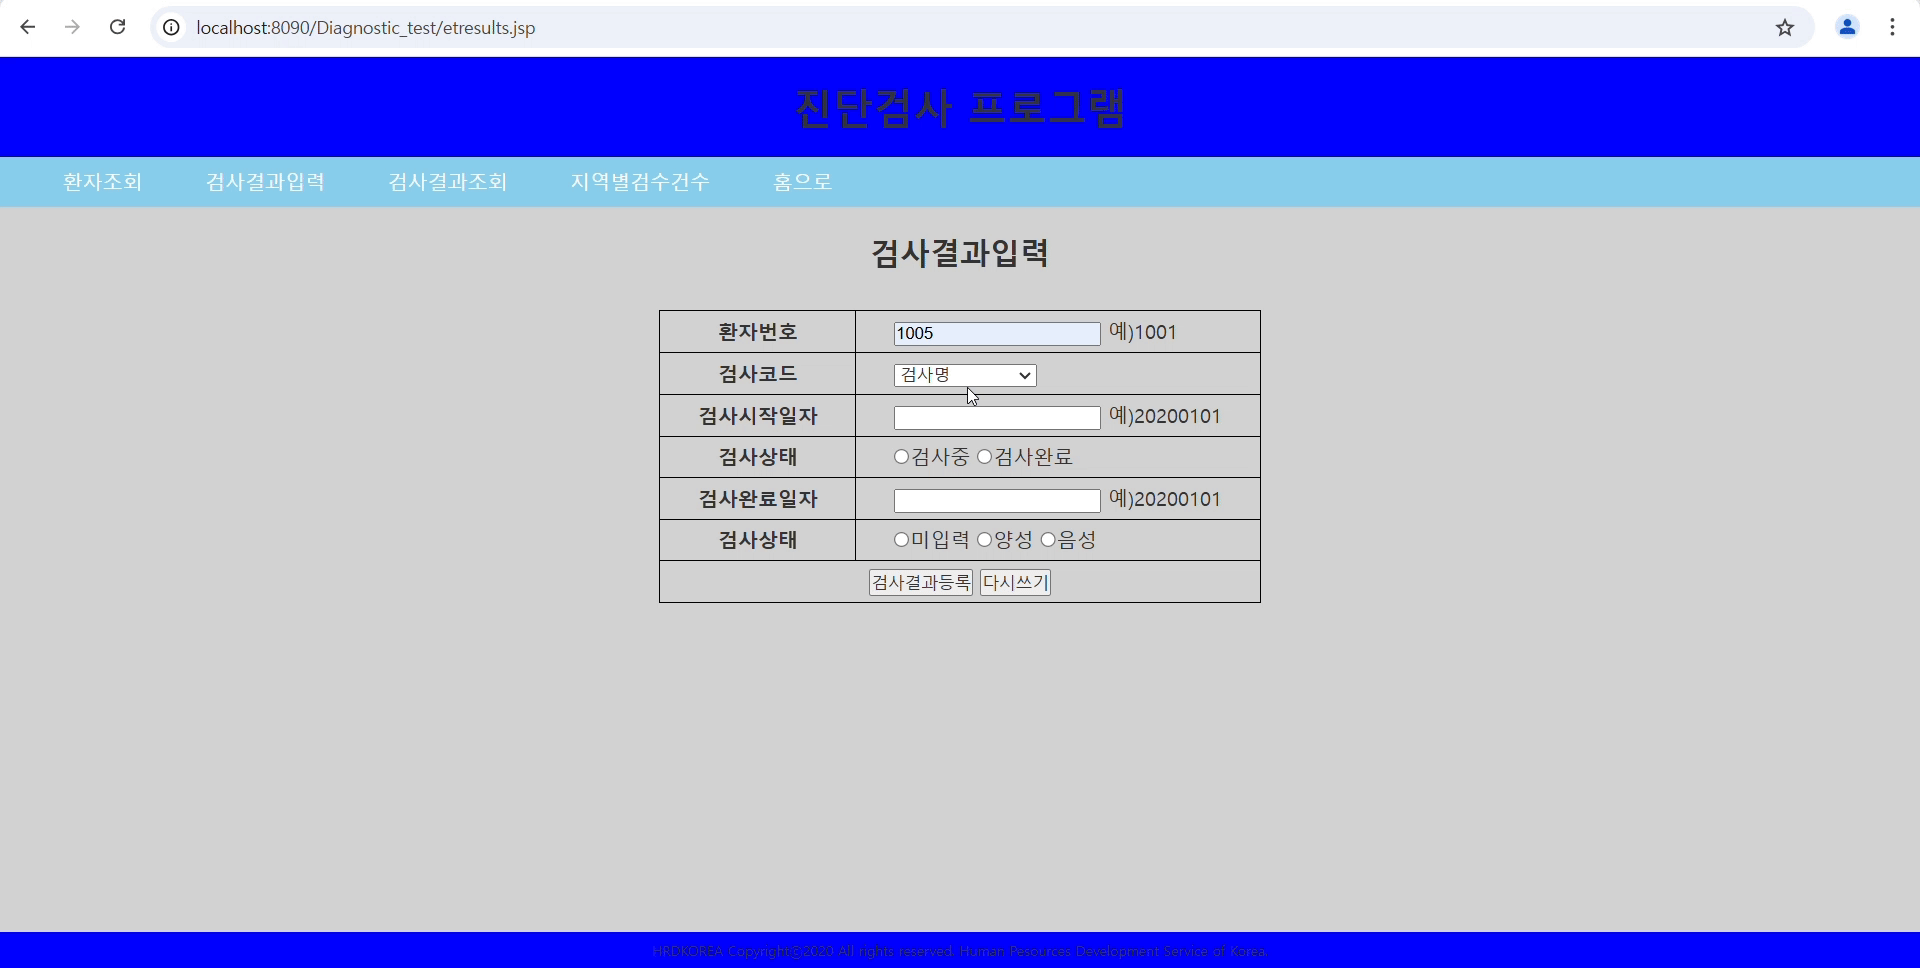 localhost:8090/Diagnostic_test/etresults.jsp
진단검사 프로그램
환자조회 검사결과입력 검사결과조회 지역별검수건수 홈으로
검사결과입력
환자번호 1005 예)1001
검사코드 검사명
검사시작일자 예)20200101
검사상태 검사중 검사완료
검사완료일자 예)20200101
검사상태 미입력 양성 음성
검사결과등록 다시쓰기
HRDKOREA Copyright©2020 All rights reserved. Human Pesources Development Service of Korea.